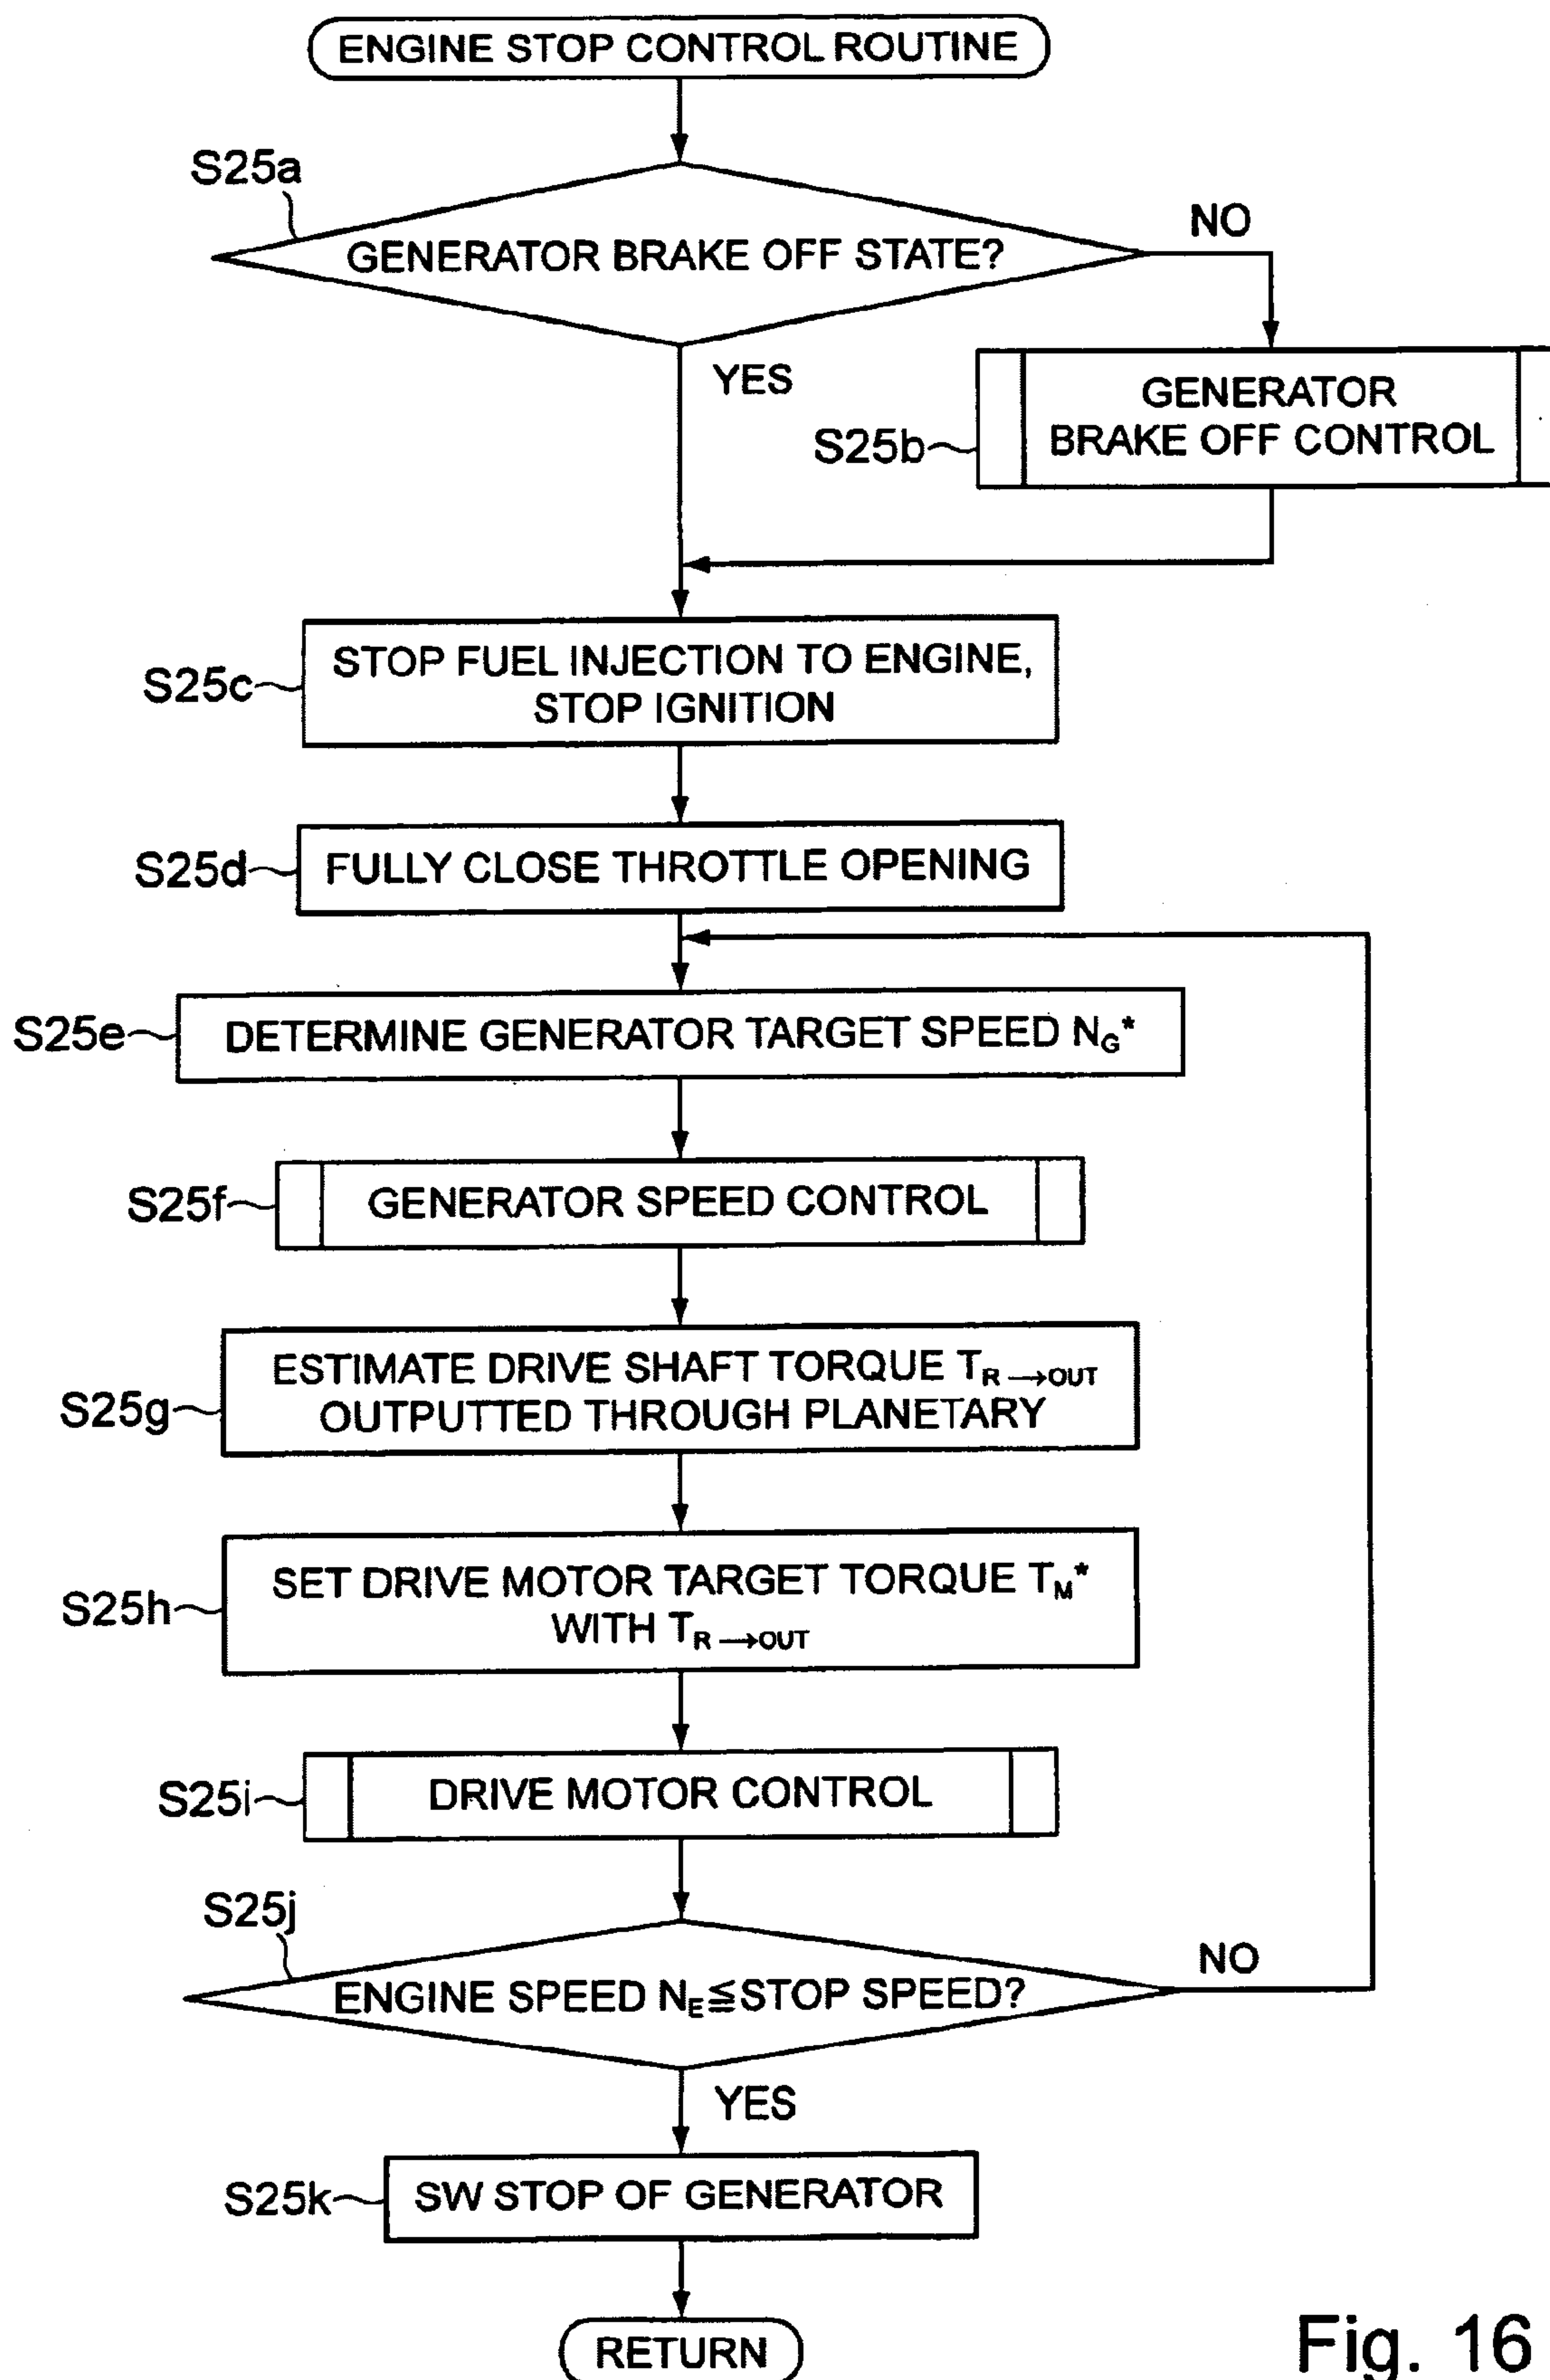 ENGINE STOP CONTROL ROUTINE
S25a
GENERATOR BRAKE OFF STATE?
NO
YES
S25b
GENERATOR
BRAKE OFF CONTROL
S25c
STOP FUEL INJECTION TO ENGINE,
STOP IGNITION
S25d
FULLY CLOSE THROTTLE OPENING
S25e
DETERMINE GENERATOR TARGET SPEED NG*
S25f
GENERATOR SPEED CONTROL
S25g
ESTIMATE DRIVE SHAFT TORQUE TR→OUT
OUTPUTTED THROUGH PLANETARY
S25h
SET DRIVE MOTOR TARGET TORQUE TM*
WITH TR→OUT
S25i
DRIVE MOTOR CONTROL
S25j
ENGINE SPEED NE≦STOP SPEED?
NO
YES
S25k
SW STOP OF GENERATOR
RETURN
Fig. 16